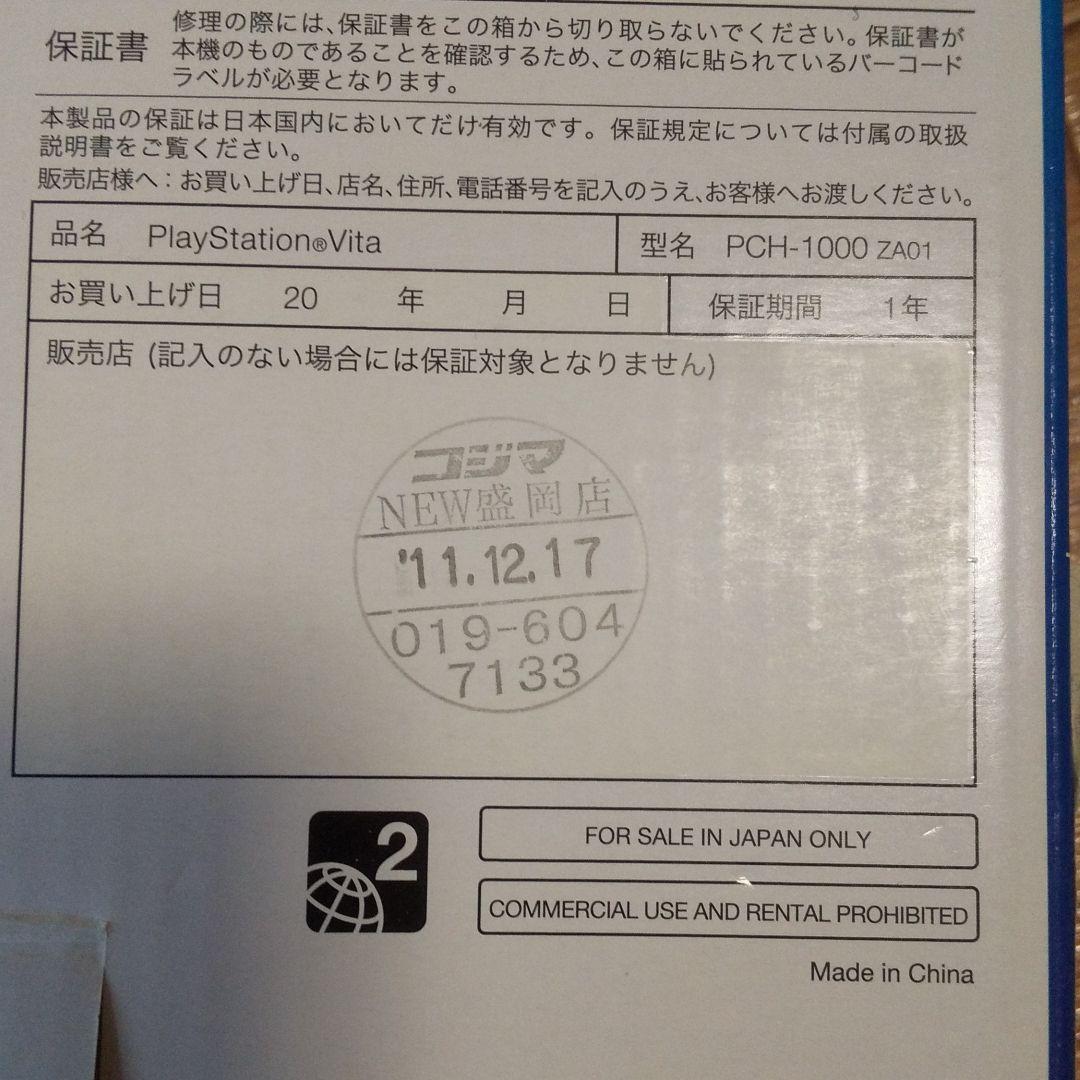 保証書
修理の際には、保証書をこの箱から切り取らないでください。保証書が
本機のものであることを確認するため、この箱に貼られているバーコード
ラベルが必要となります。
本製品の保証は日本国内においてだけ有効です。保証規定については付属の取扱
説明書をご覧ください。
販売店様へ：お買い上げ日、店名、住所、電話番号を記入のうえ、お客様へお渡しください。
品名 PlayStation®Vita
型名 PCH-1000 ZA01
お買い上げ日 20 年 月 日
保証期間 1年
販売店 (記入のない場合には保証対象となりません)
コジマ
NEW盛岡店
'11.12.17
019-604
7133
2
FOR SALE IN JAPAN ONLY
COMMERCIAL USE AND RENTAL PROHIBITED
Made in China